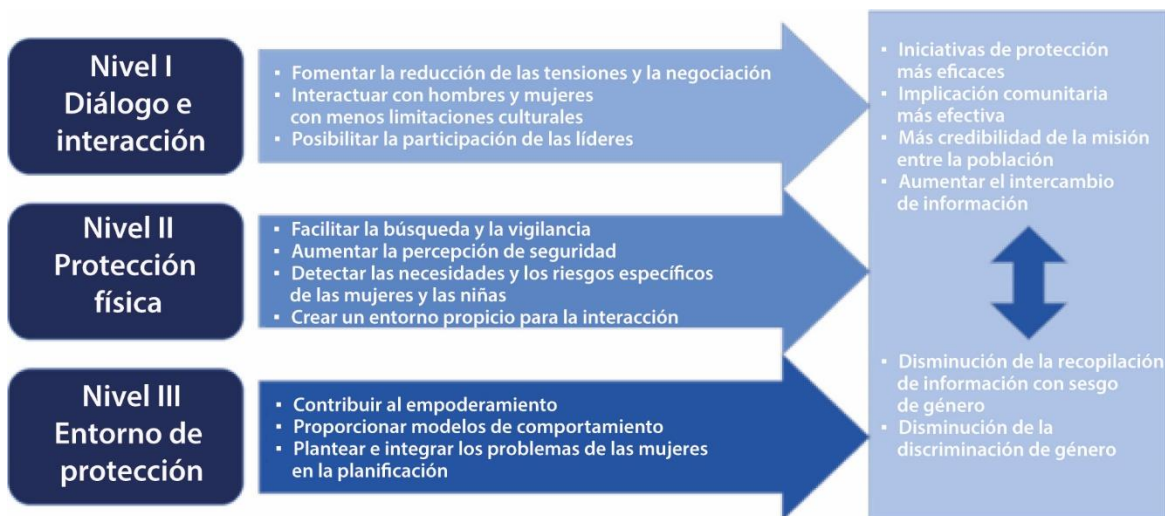 Nivel I
Diálogo e
interacción
▪ Fomentar la reducción de las tensiones y la negociación
▪ Interactuar con hombres y mujeres
con menos limitaciones culturales
▪ Posibilitar la participación de las líderes
Nivel II
Protección
física
▪ Facilitar la búsqueda y la vigilancia
▪ Aumentar la percepción de seguridad
▪ Detectar las necesidades y los riesgos específicos
de las mujeres y las niñas
▪ Crear un entorno propicio para la interacción
Nivel III
Entorno de
protección
▪ Contribuir al empoderamiento
▪ Proporcionar modelos de comportamiento
▪ Plantear e integrar los problemas de las mujeres
en la planificación
▪ Iniciativas de protección
más eficaces
▪ Implicación comunitaria
más efectiva
▪ Más credibilidad de la misión
entre la población
▪ Aumentar el intercambio
de información
▪ Disminución de la recopilación
de información con sesgo
de género
▪ Disminución de la
discriminación de género